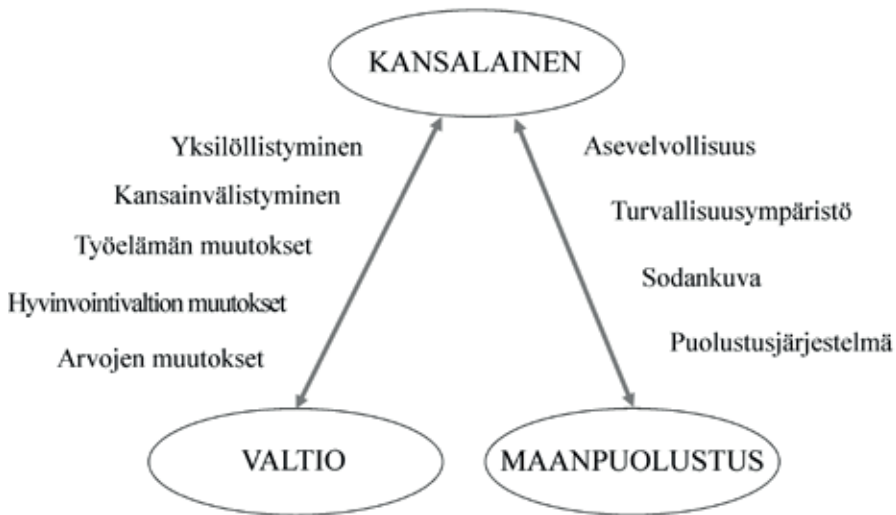 KANSALAINEN
Yksilöllistyminen
Kansainvälistyminen
Työelämän muutokset
Hyvinvointivaltion muutokset
Arvojen muutokset
Asevelvollisuus
Turvallisuusympäristö
Sodankuva
Puolustusjärjestelmä
VALTIO
MAANPUOLUSTUS